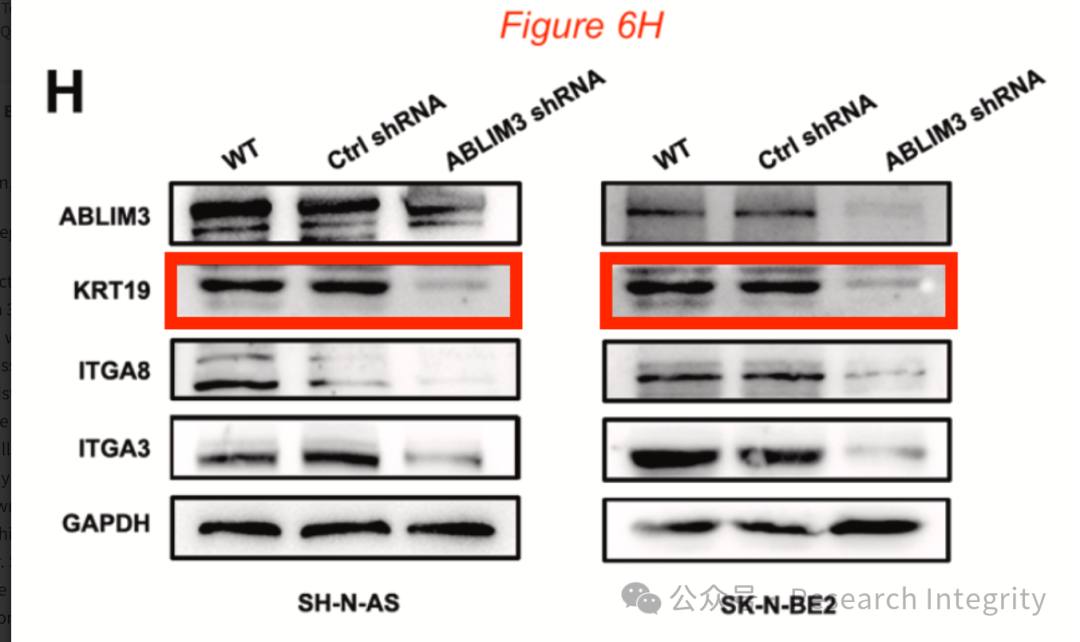 Figure 6H
H
WT Ctrl shRNA ABLIM3 shRNA WT Ctrl shRNA ABLIM3 shRNA
ABLIM3
KRT19
ITGA8
ITGA3
GAPDH
SH-N-AS SK-N-BE2
公众号 Research Integrity